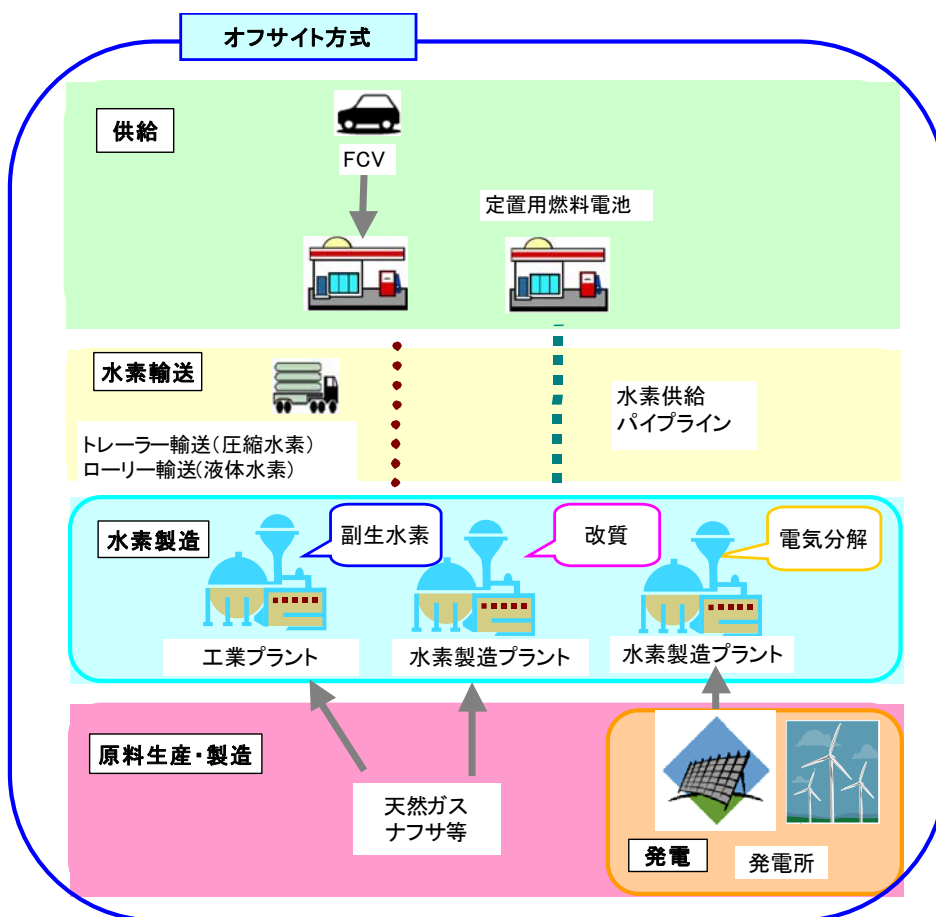 オフサイト方式
供給
FCV
定置用燃料電池
水素輸送
トレーラー輸送(圧縮水素)
ローリー輸送(液体水素)
水素供給
パイプライン
水素製造
副生水素
改質
電気分解
工業プラント
水素製造プラント
水素製造プラント
原料生産・製造
天然ガス
ナフサ等
発電
発電所